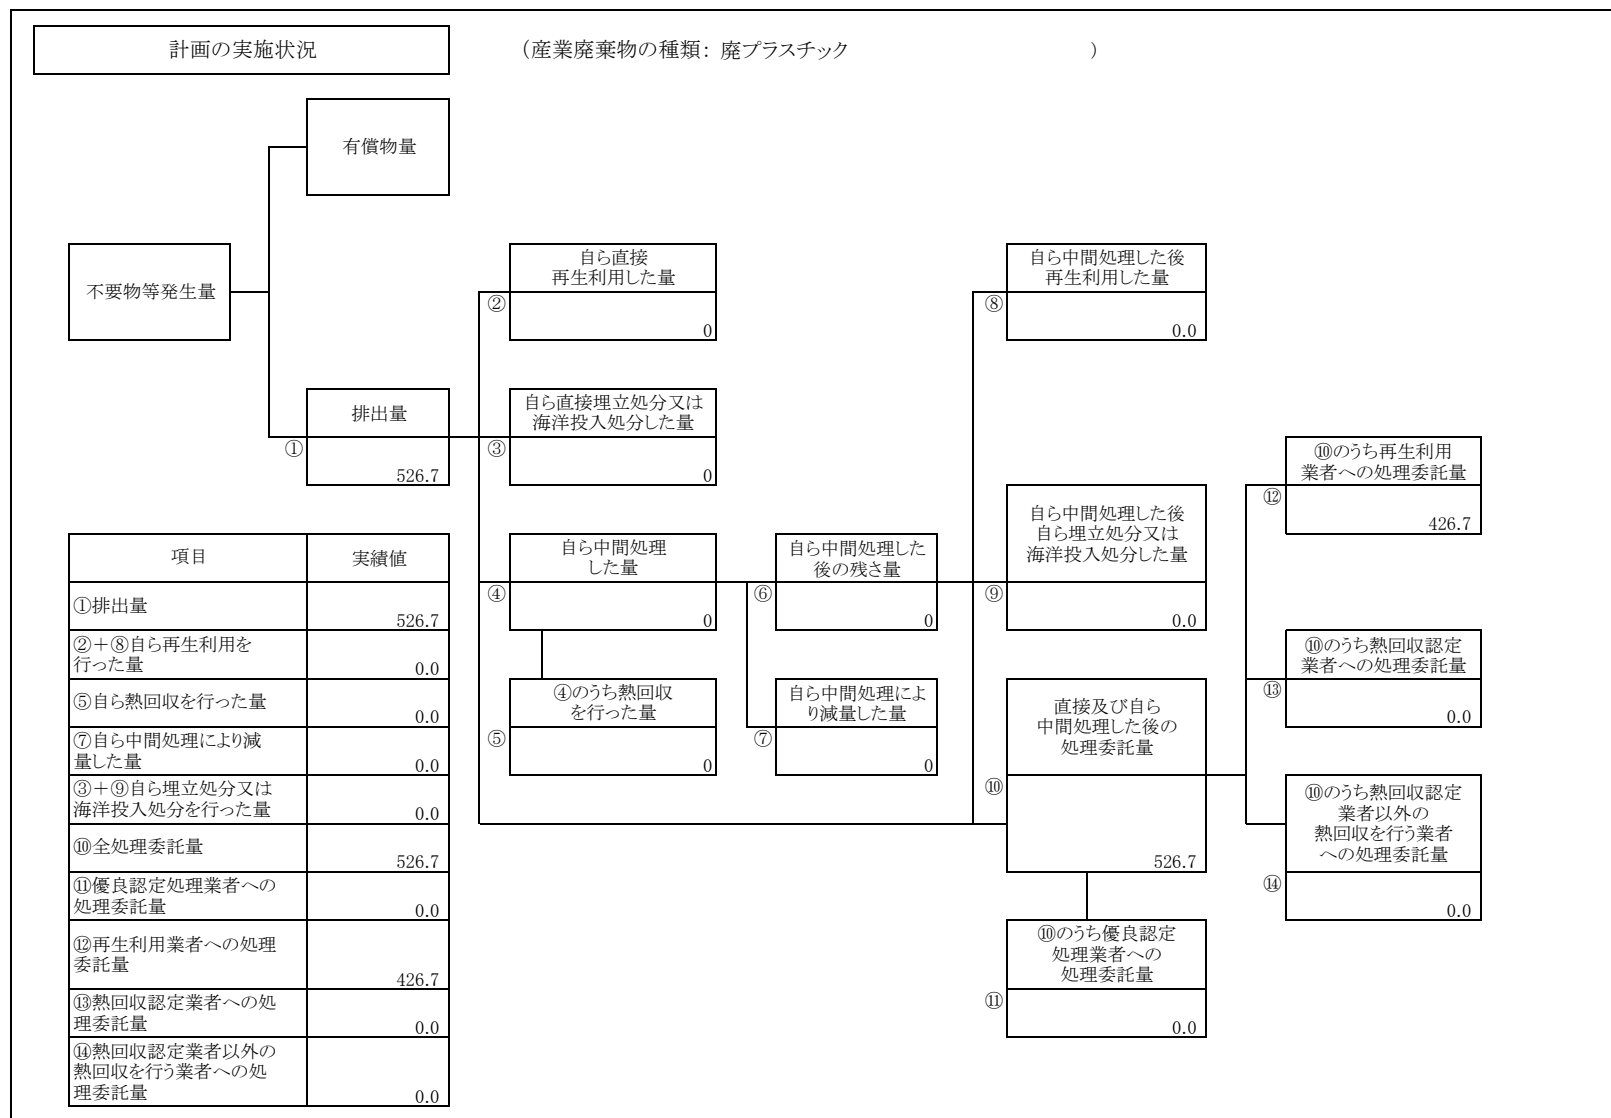 計画の実施状況
（産業廃棄物の種類：廃プラスチック ）
有償物量
不要物等発生量
自ら直接
再生利用した量
②
0
自ら中間処理した後
再生利用した量
⑧
0.0
排出量
①
526.7
自ら直接埋立処分又は
海洋投入処分した量
③
0
⑩のうち再生利用
業者への処理委託量
⑫
426.7
自ら中間処理
した量
④
0
自ら中間処理した
後の残さ量
⑥
0
自ら中間処理した後
自ら埋立処分又は
海洋投入処分した量
⑨
0.0
⑩のうち熱回収認定
業者への処理委託量
⑬
0.0
④のうち熱回収
を行った量
⑤
0
自ら中間処理によ
り減量した量
⑦
0
直接及び自ら
中間処理した後の
処理委託量
⑩
526.7
⑩のうち熱回収認定
業者以外の
熱回収を行う業者
への処理委託量
⑭
0.0
⑩のうち優良認定
処理業者への
処理委託量
⑪
0.0
項目 実績値
①排出量
526.7
②＋⑧自ら再生利用を
行った量
0.0
⑤自ら熱回収を行った量
0.0
⑦自ら中間処理により減
量した量
0.0
③＋⑨自ら埋立処分又は
海洋投入処分を行った量
0.0
⑩全処理委託量
526.7
⑪優良認定処理業者への
処理委託量
0.0
⑫再生利用業者への処理
委託量
426.7
⑬熱回収認定業者への処
理委託量
0.0
⑭熱回収認定業者以外の
熱回収を行う業者への処
理委託量
0.0